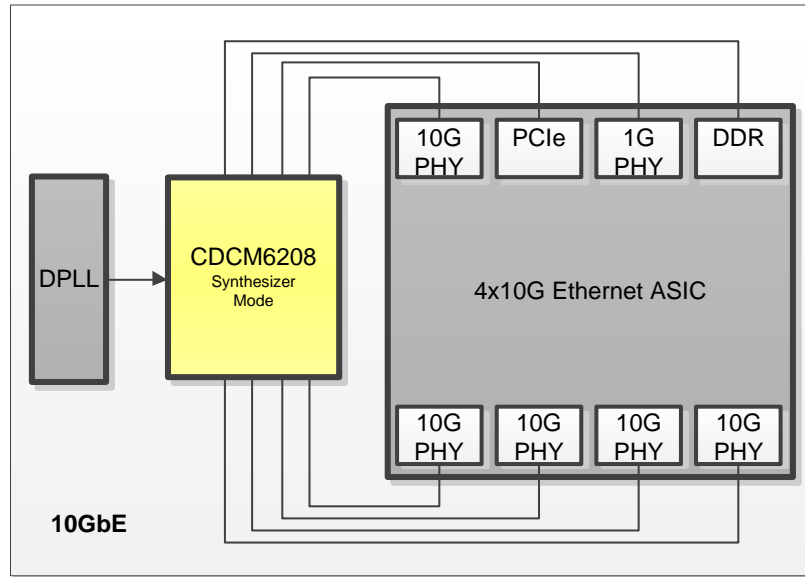 10G
PHY
PCIe
1G
PHY
DDR
DPLL
CDCM6208
Synthesizer
Mode
4x10G Ethernet ASIC
10G
PHY
10G
PHY
10G
PHY
10G
PHY
10GbE